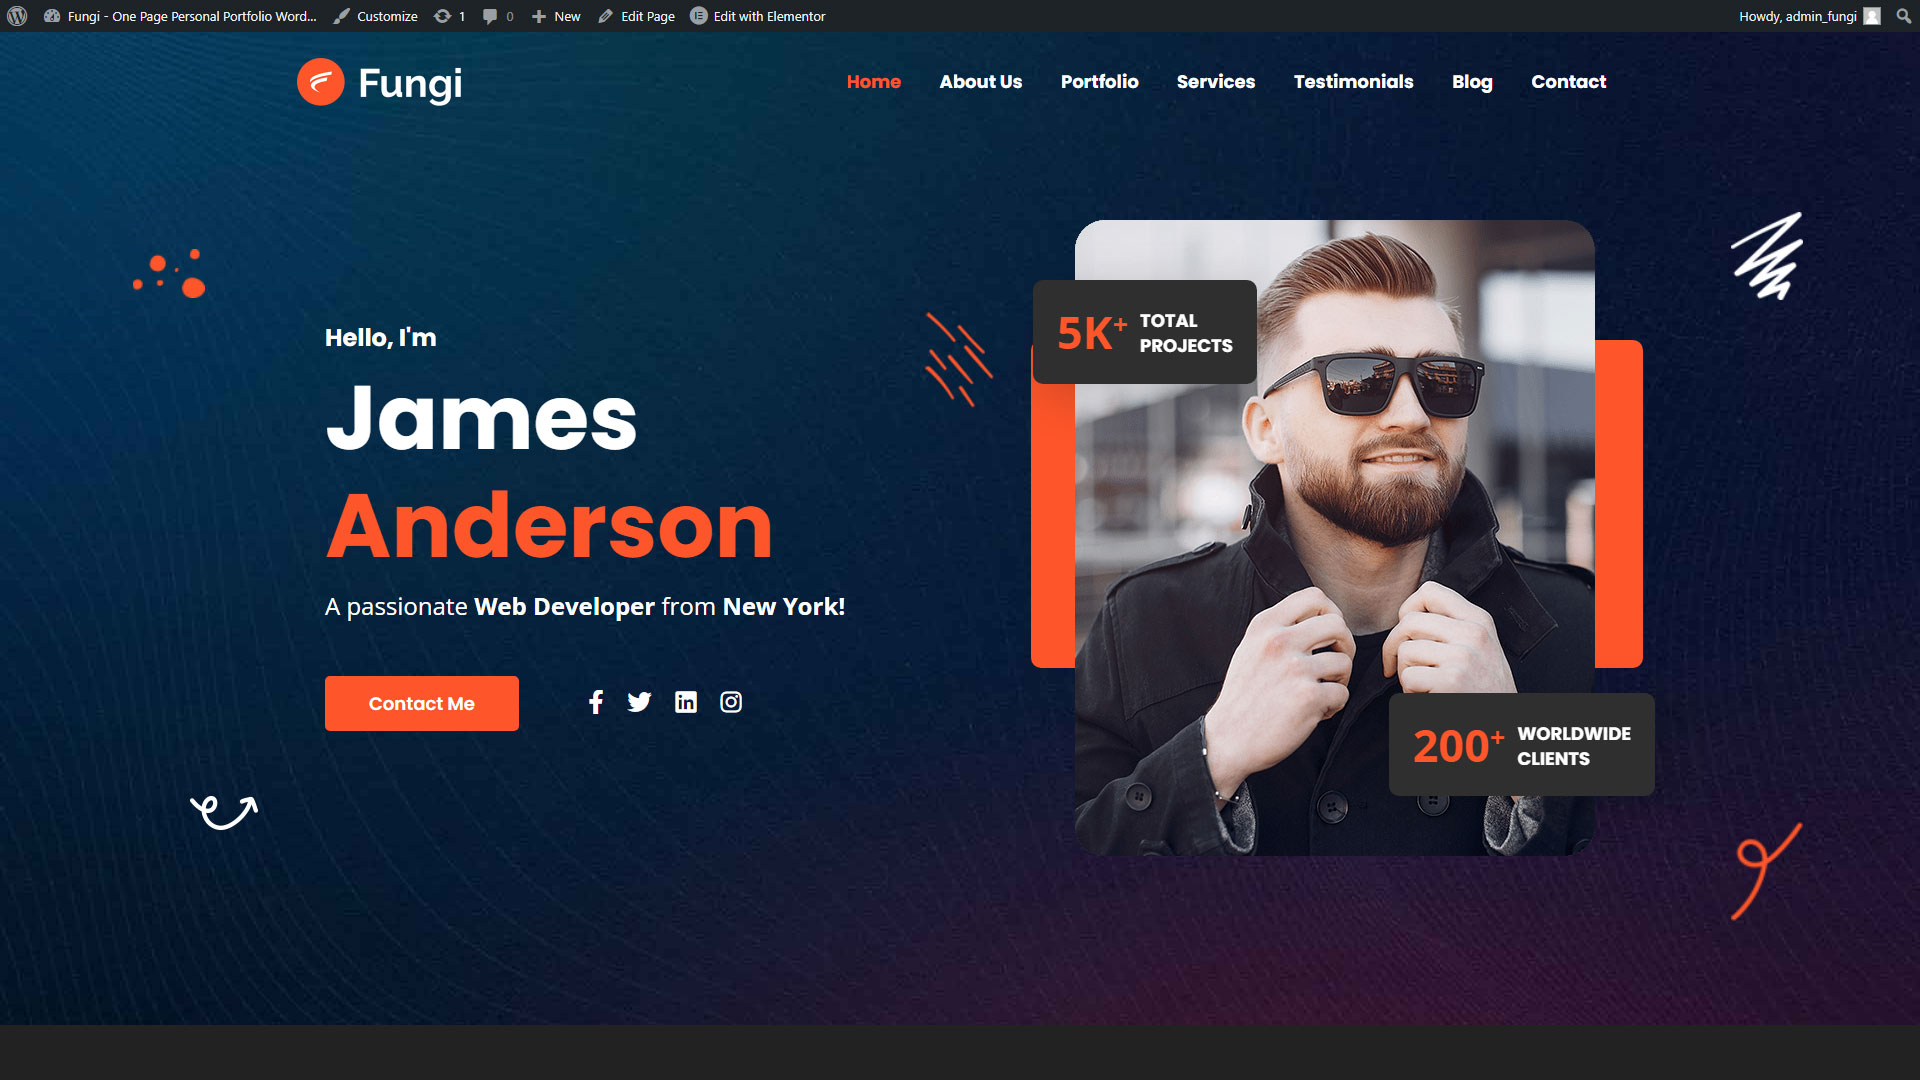 Fungi - One Page Personal Portfolio Word... Customize 1 0 New Edit Page Edit with Elementor Howdy, admin_fungi
Fungi
Home About Us Portfolio Services Testimonials Blog Contact
5K+ TOTAL
PROJECTS
Hello, I'm
James
Anderson
A passionate Web Developer from New York!
Contact Me
200+ WORLDWIDE
CLIENTS